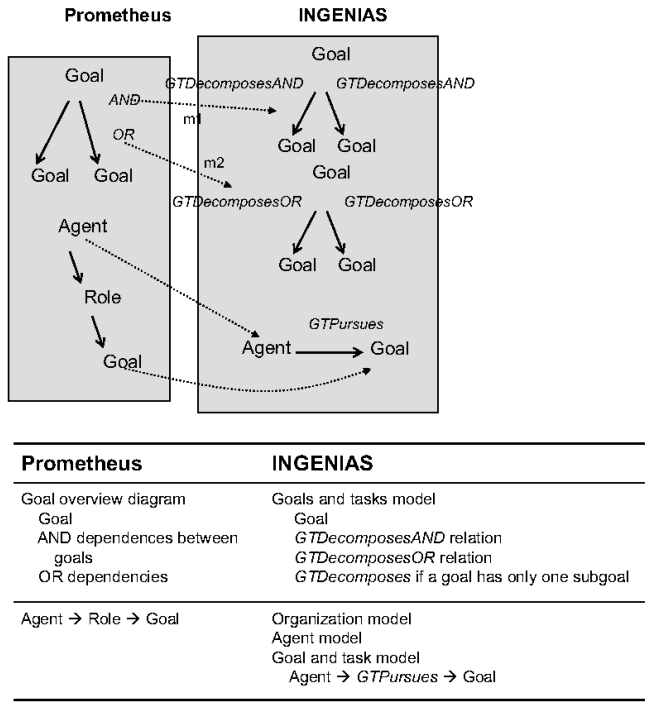 Prometheus
INGENIAS
Goal
AND
OR
Goal Goal
Agent
Role
Goal
m1
m2
Goal
GTDecomposesAND GTDecomposesAND
Goal Goal
Goal
GTDecomposesOR GTDecomposesOR
Goal Goal
GTPursues
Agent Goal
Prometheus INGENIAS
Goal overview diagram Goals and tasks model
Goal Goal
AND dependences between GTDecomposesAND relation
goals GTDecomposesOR relation
OR dependencies GTDecomposes if a goal has only one subgoal
Agent → Role → Goal Organization model
Agent model
Goal and task model
Agent → GTPursues → Goal